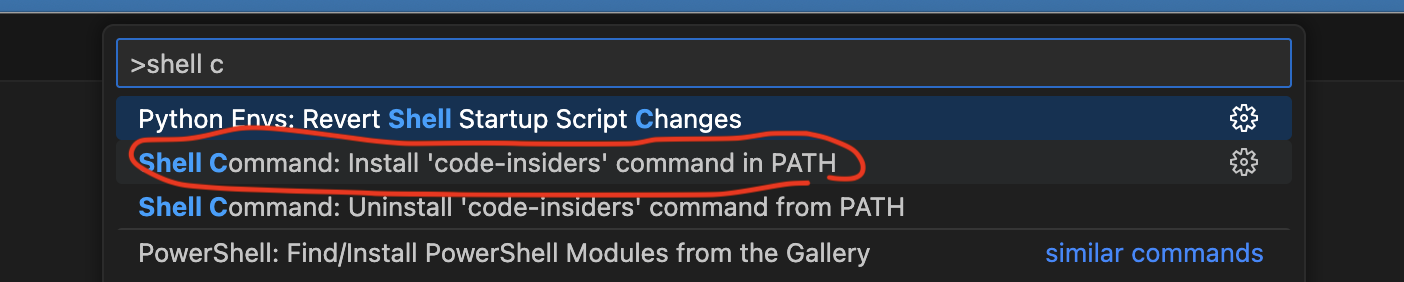 >shell c
Python Envs: Revert Shell Startup Script Changes
Shell Command: Install 'code-insiders' command in PATH
Shell Command: Uninstall 'code-insiders' command from PATH
PowerShell: Find/Install PowerShell Modules from the Gallery similar commands